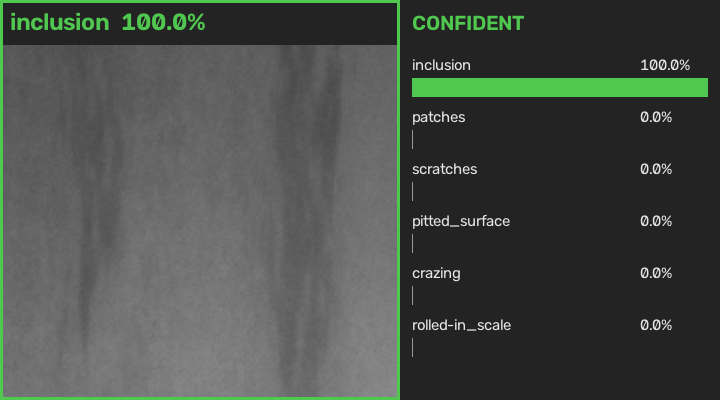 inclusion 100.0%
CONFIDENT
inclusion 100.0%
patches 0.0%
scratches 0.0%
pitted_surface 0.0%
crazing 0.0%
rolled-in_scale 0.0%